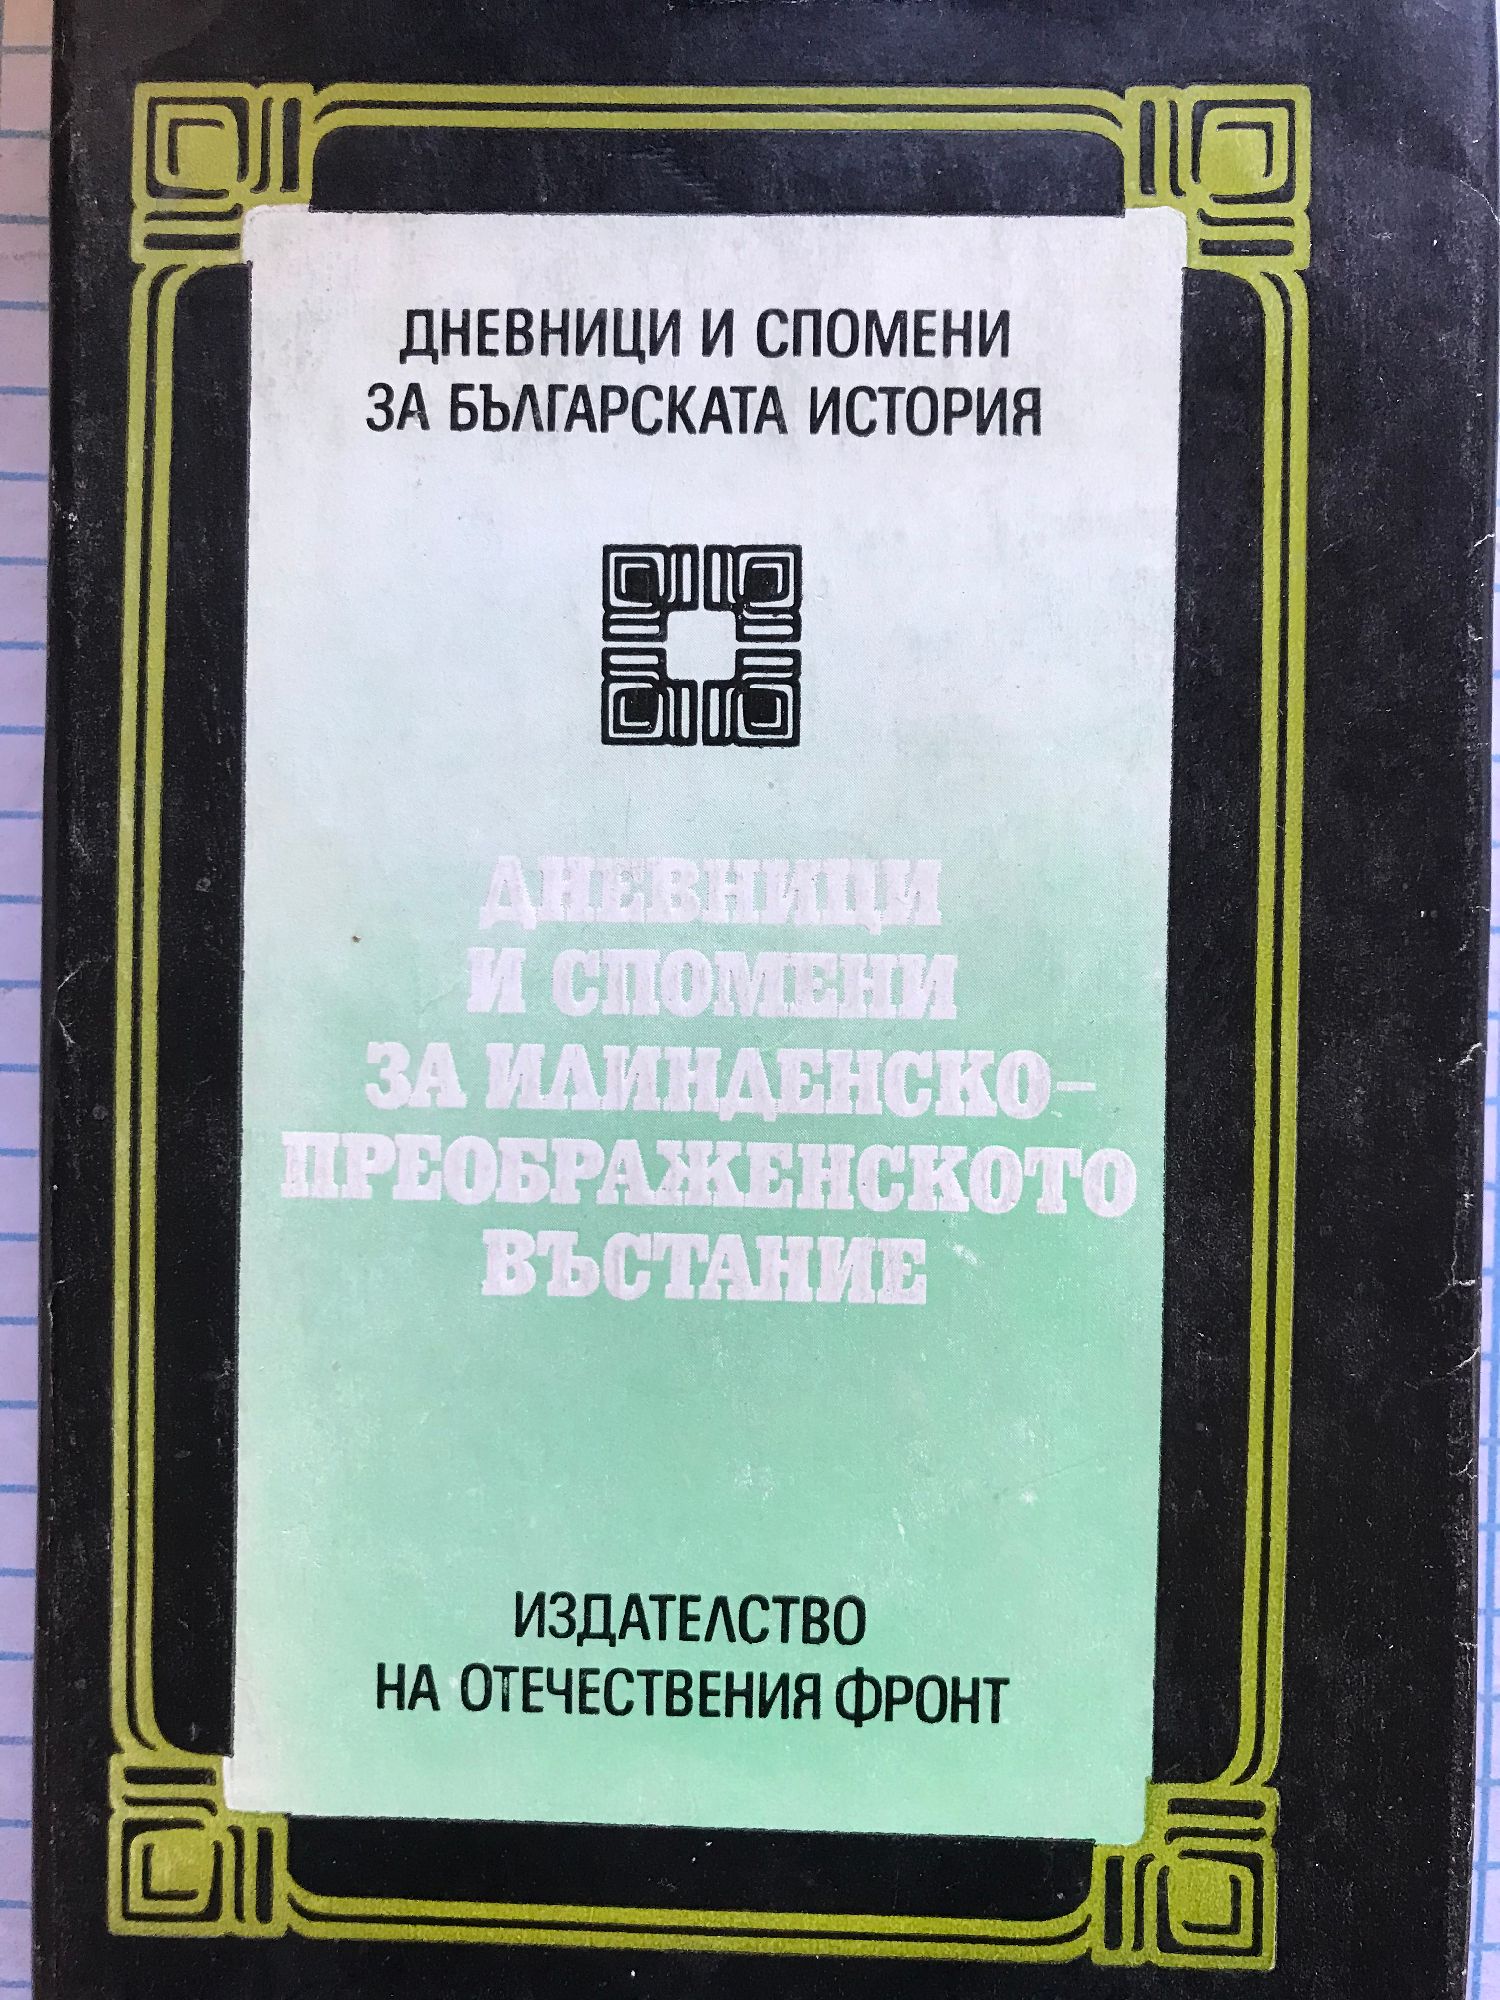 ДНЕВНИЦИ И СПОМЕНИ
ЗА БЪЛГАРСКАТА ИСТОРИЯ
ДНЕВНИЦИ
И СПОМЕНИ
ЗА ИЛИНДЕНСКО-
ПРЕОБРАЖЕНСКОТО
ВЪСТАНИЕ
ИЗДАТЕЛСТВО
НА ОТЕЧЕСТВЕНИЯ ФРОНТ